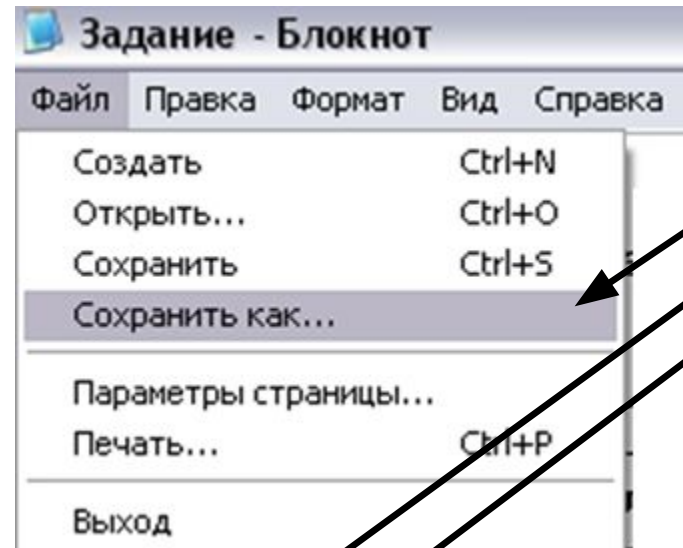 Задание - Блокнот
Файл Правка Формат Вид Справка
Создать Ctrl+N
Открыть... Ctrl+O
Сохранить Ctrl+S
Сохранить как...
Параметры страницы...
Печать... Ctrl+P
Выход